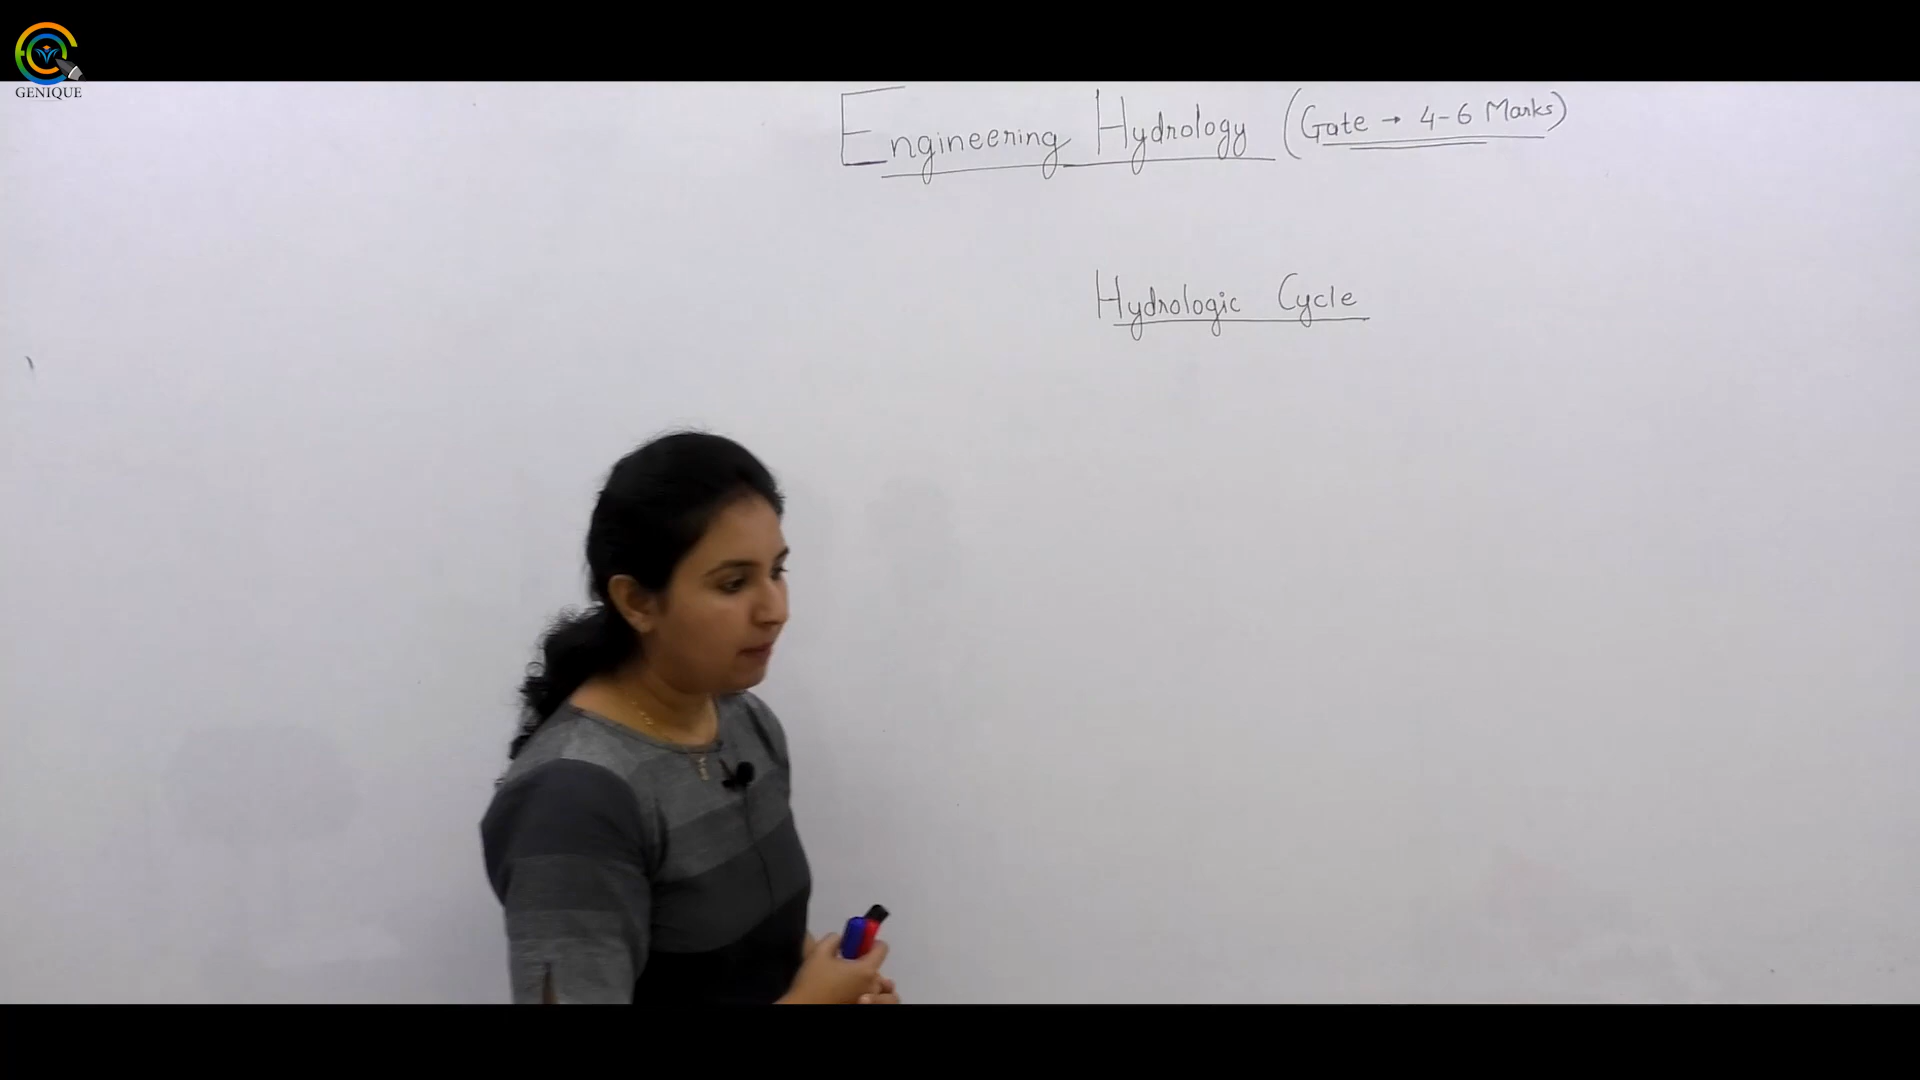 GENIQUE
Engineering Hydrology (Gate → 4-6 Marks)
Hydrologic Cycle